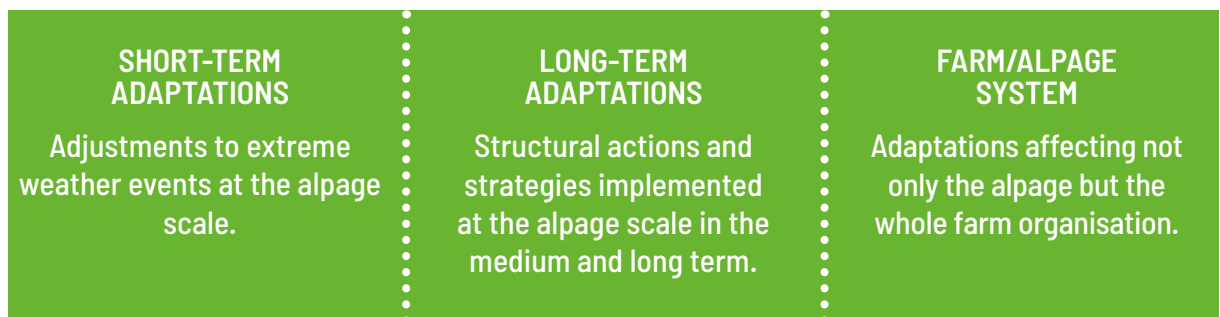 SHORT-TERM
ADAPTATIONS
Adjustments to extreme
weather events at the alpage
scale.
LONG-TERM
ADAPTATIONS
Structural actions and
strategies implemented
at the alpage scale in the
medium and long term.
FARM/ALPAGE
SYSTEM
Adaptations affecting not
only the alpage but the
whole farm organisation.